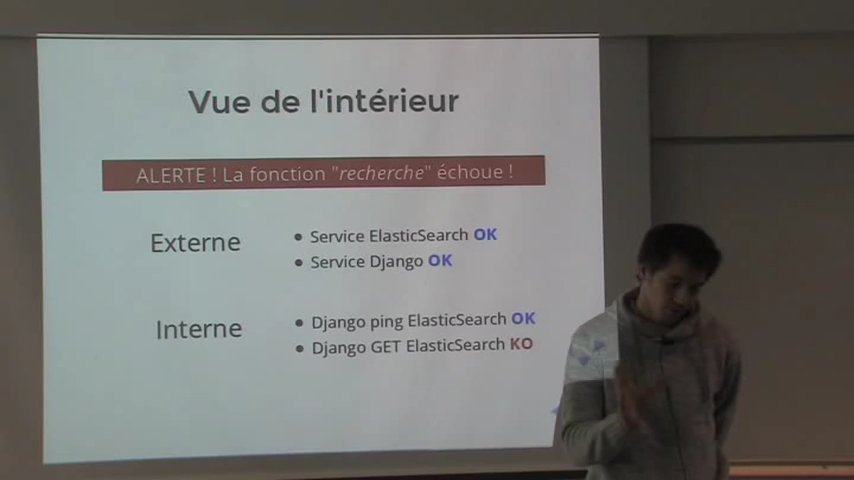 Vue de l'intérieur
ALERTE ! La fonction "recherche" échoue !
Externe
• Service ElasticSearch OK
• Service Django OK
Interne
• Django ping ElasticSearch OK
• Django GET ElasticSearch KO